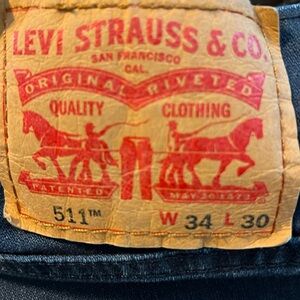 LEVI STRAUSS & CO.
SAN FRANCISCO
CAL.
ORIGINAL RIVETED
QUALITY CLOTHING
PATENTED MAY 20 1873
511™ W 34 L 30